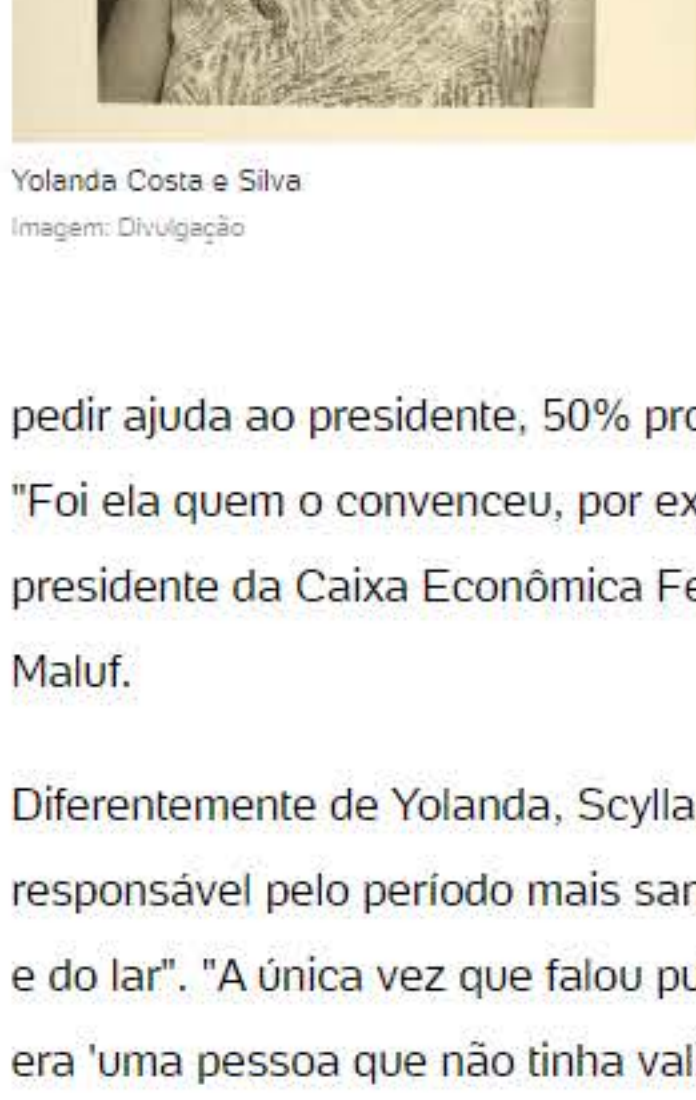 Yolanda Costa e Silva
Imagem: Divulgação
pedir ajuda ao presidente, 50% pro
"Foi ela quem o convenceu, por ex
presidente da Caixa Econômica Fe
Maluf.
Diferentemente de Yolanda, Scylla
responsável pelo período mais san
e do lar". "A única vez que falou pu
era 'uma pessoa que não tinha val